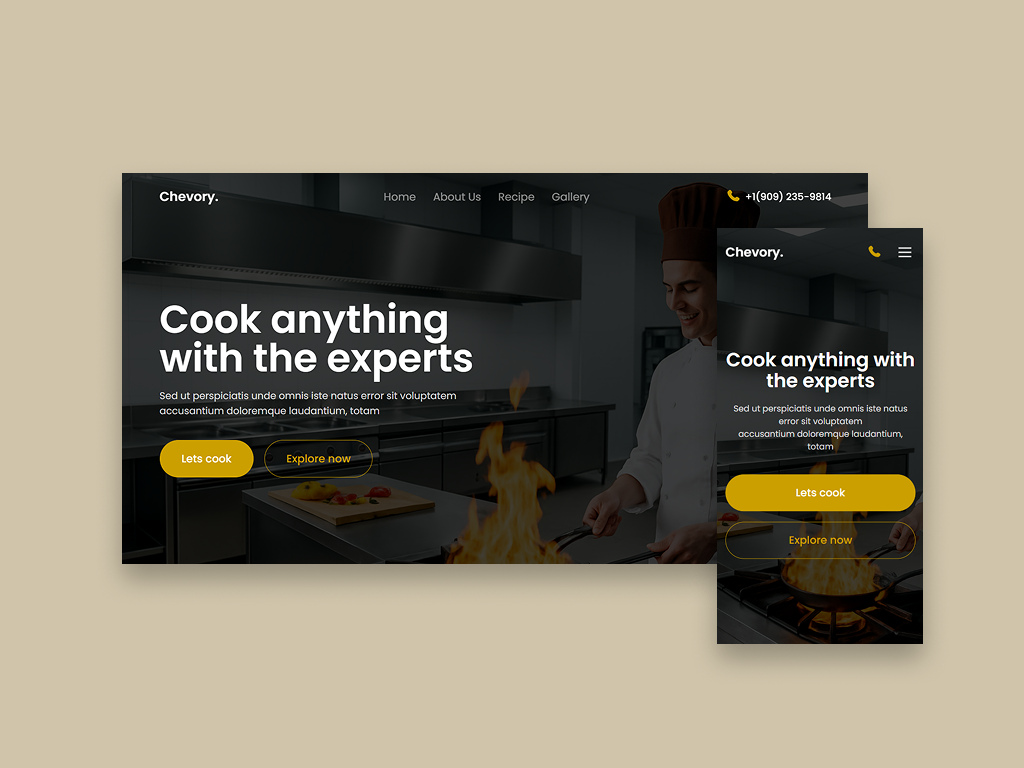 Chevory.
Home About Us Recipe Gallery
+1(909) 235-9814
Cook anything
with the experts
Sed ut perspiciatis unde omnis iste natus error sit voluptatem
accusantium doloremque laudantium, totam
Lets cook
Explore now
Chevory.
Cook anything with
the experts
Sed ut perspiciatis unde omnis iste natus
error sit voluptatem
accusantium doloremque laudantium,
totam
Lets cook
Explore now